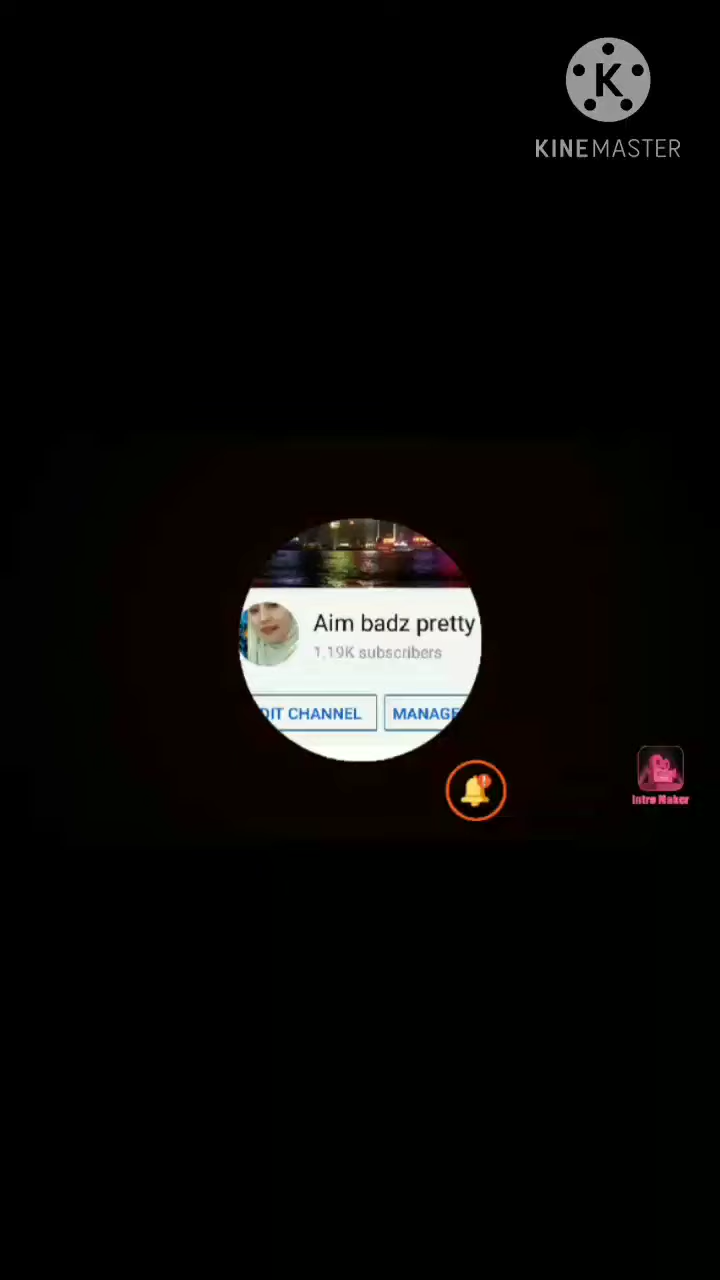 K
KINEMASTER
Aim badz pretty
1,19K subscribers
DIT CHANNEL
MANAGE
Intro Maker